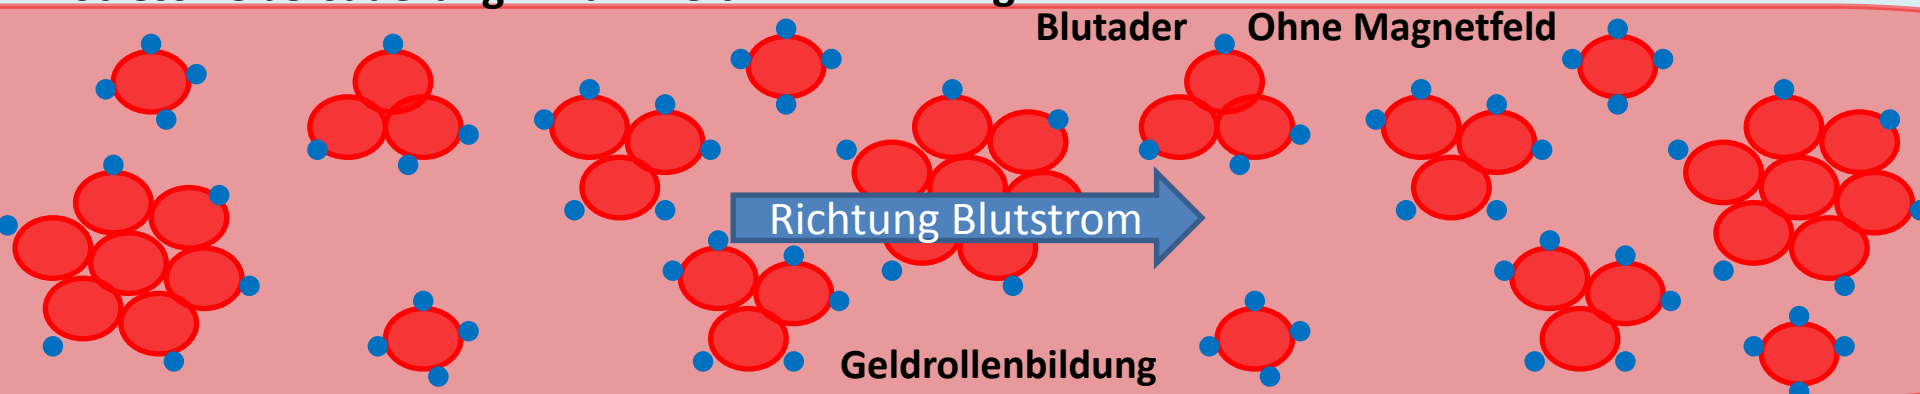 Blutader Ohne Magnetfeld
Richtung Blutstrom
Geldrollenbildung